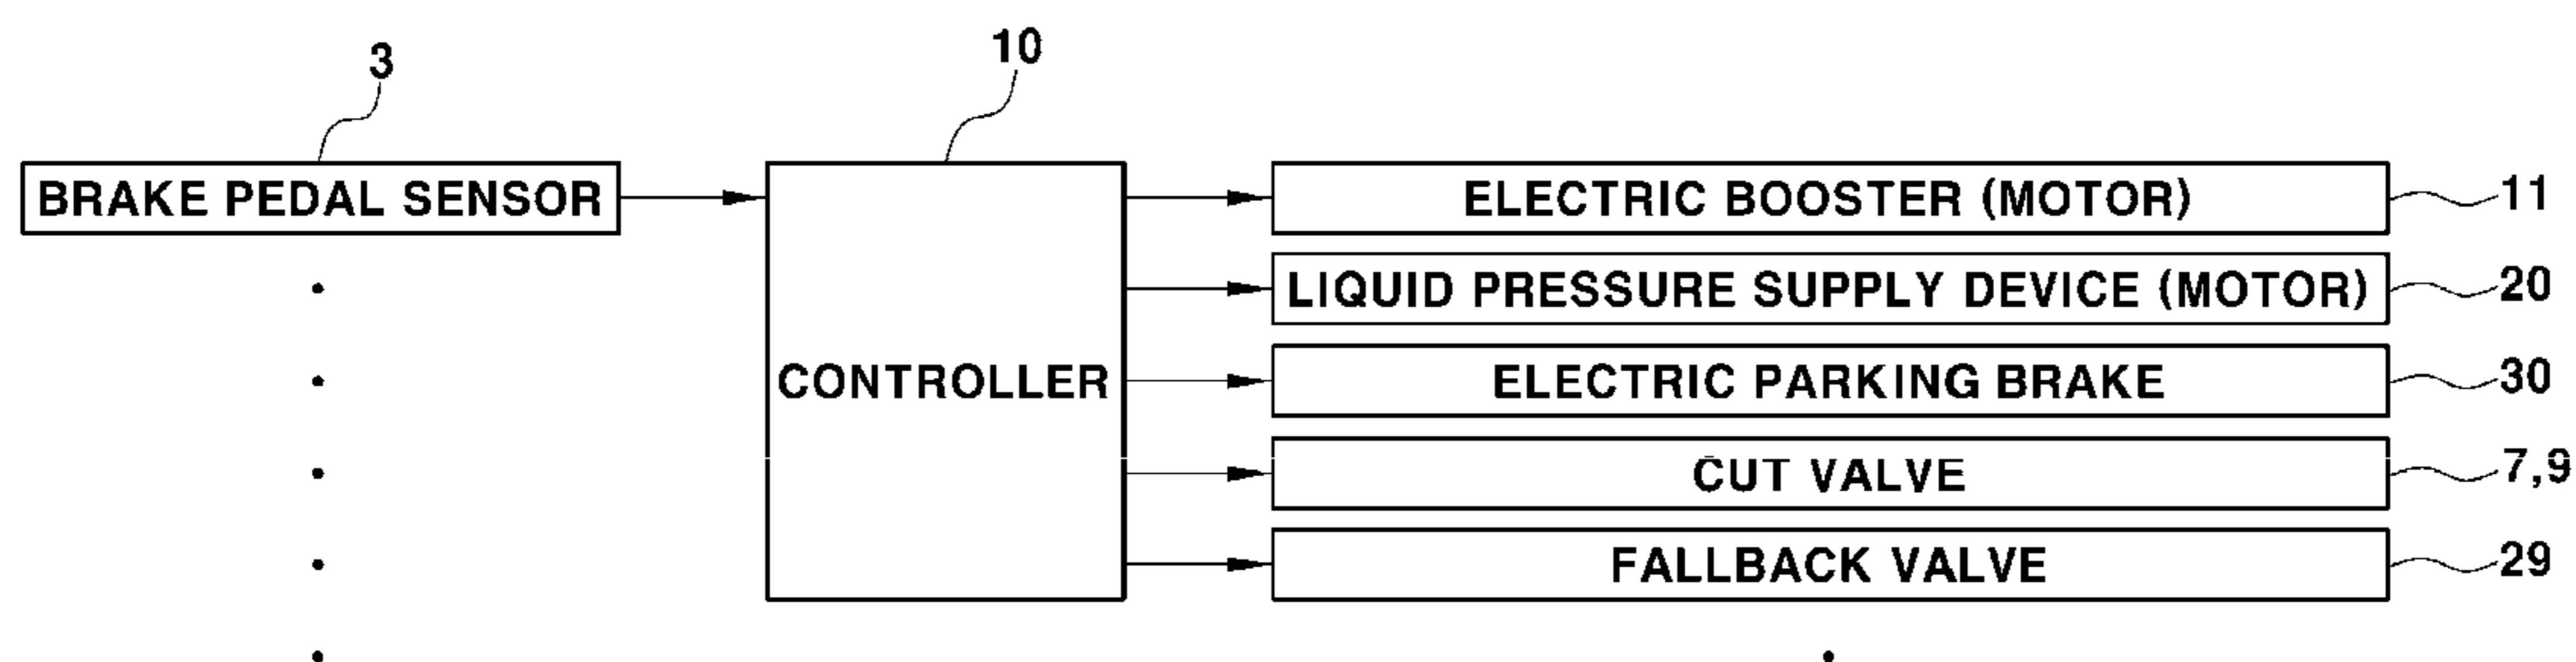 3
10
BRAKE PEDAL SENSOR
ELECTRIC BOOSTER (MOTOR)
11
LIQUID PRESSURE SUPPLY DEVICE (MOTOR)
20
CONTROLLER
ELECTRIC PARKING BRAKE
30
CUT VALVE
7,9
FALLBACK VALVE
29